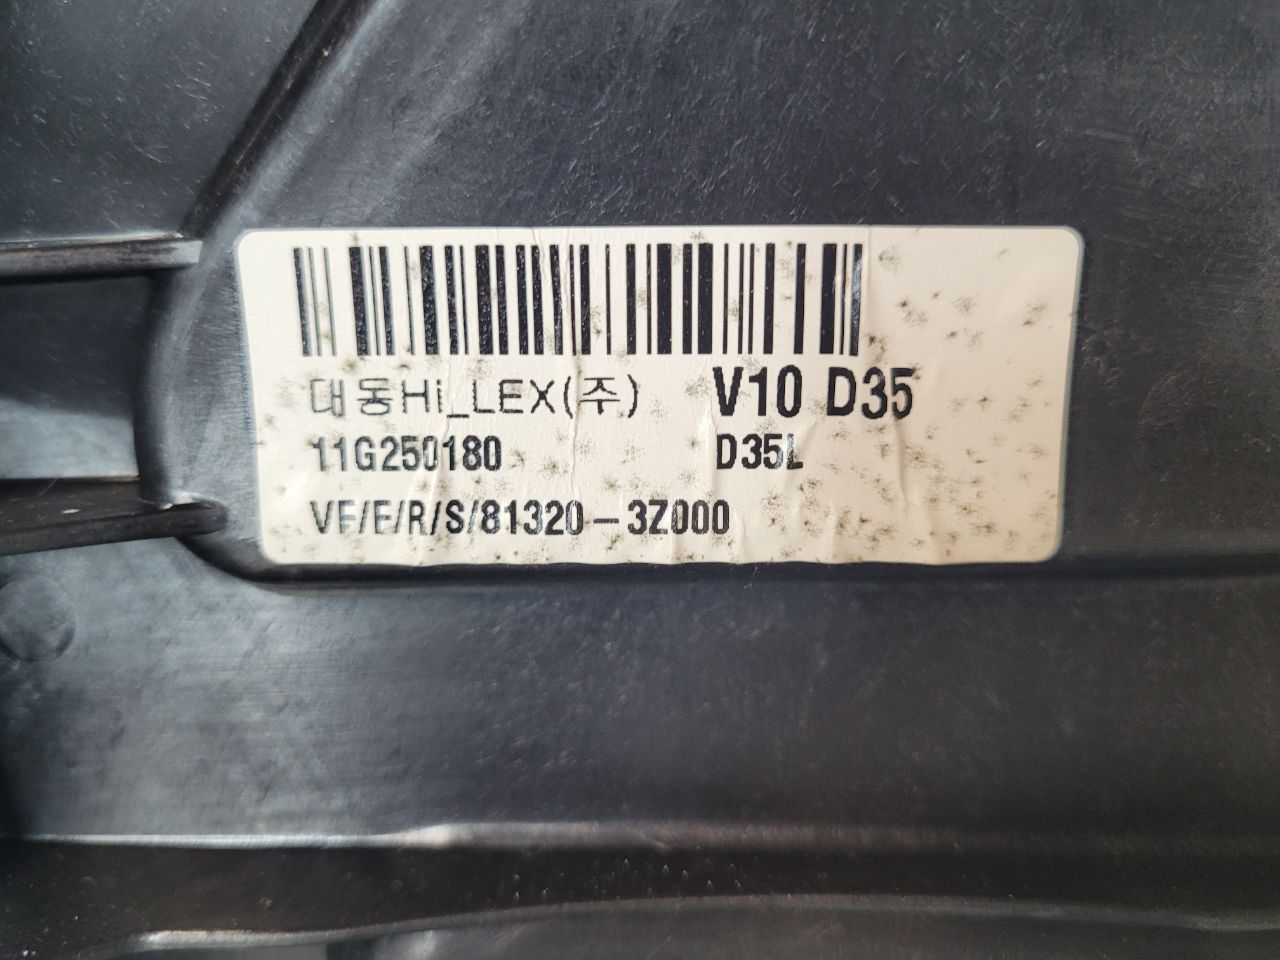 대동Hi_LEX(주) V10 D35
11G250180 D35L
VF/F/R/S/81320-3Z000